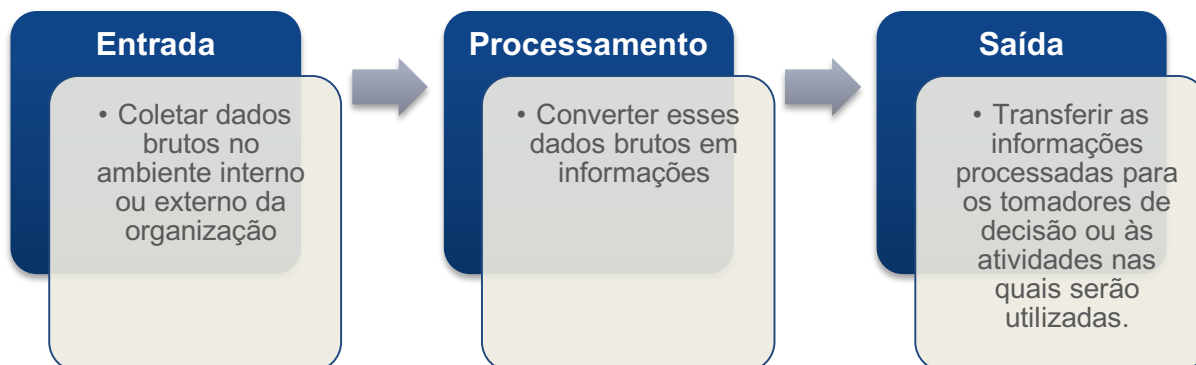 Entrada
• Coletar dados
brutos no
ambiente interno
ou externo da
organização
Processamento
• Converter esses
dados brutos em
informações
Saída
• Transferir as
informações
processadas para
os tomadores de
decisão ou às
atividades nas
quais serão
utilizadas.